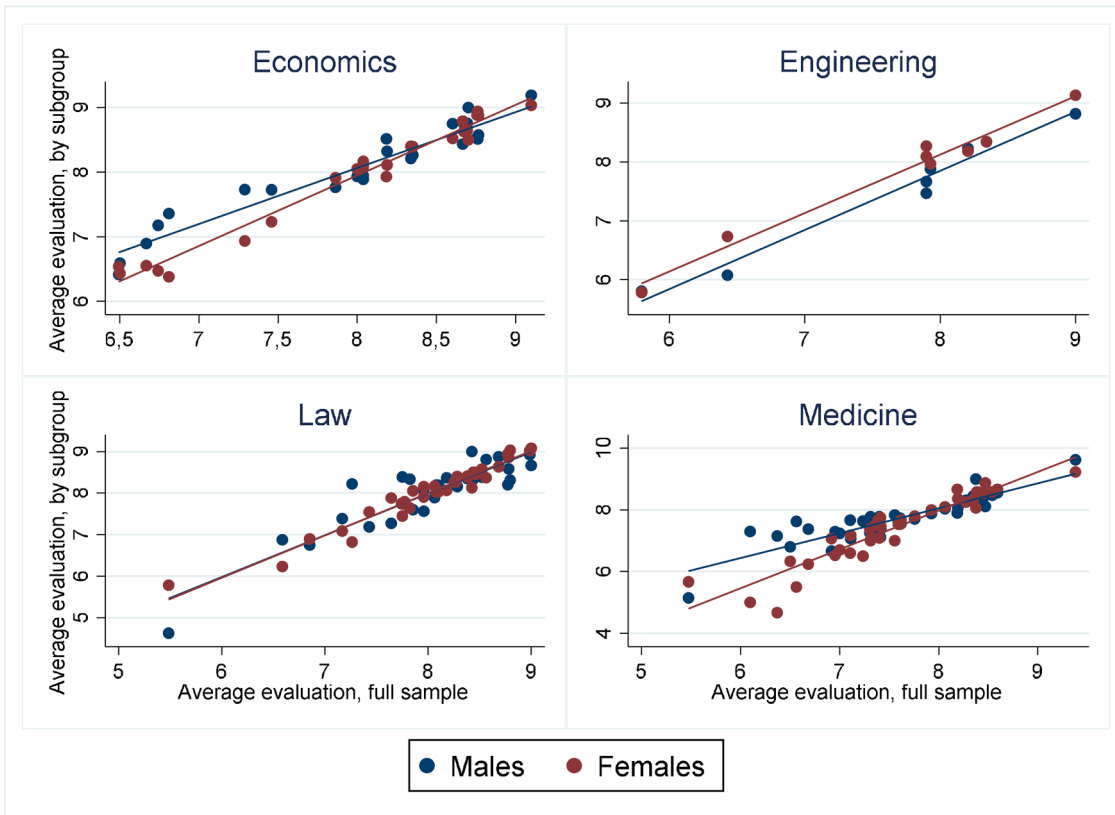 Economics
Average evaluation, by subgroup
9
8
7
6
6,5 7 7,5 8 8,5 9
Engineering
9
8
7
6
6 7 8 9
Law
Average evaluation, by subgroup
9
8
7
6
5
5 6 7 8 9
Average evaluation, full sample
Medicine
10
8
6
4
5 6 7 8 9
Average evaluation, full sample
Males Females